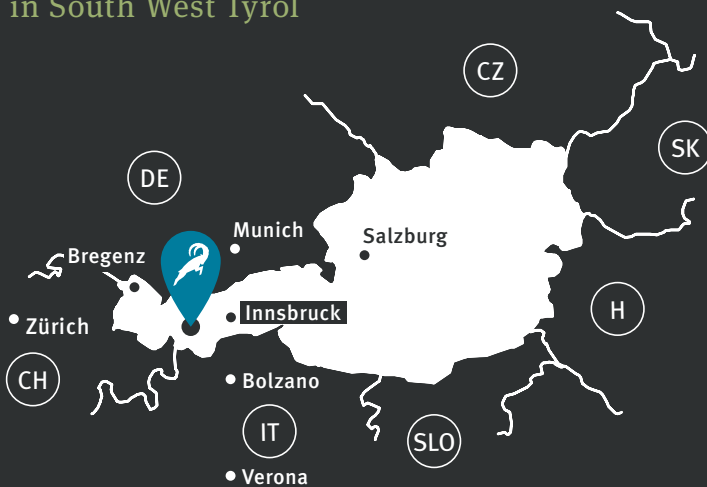 in South West Tyrol
CZ
SK
DE
Munich
Salzburg
Bregenz
H
Innsbruck
Zürich
CH
Bolzano
IT
SLO
Verona